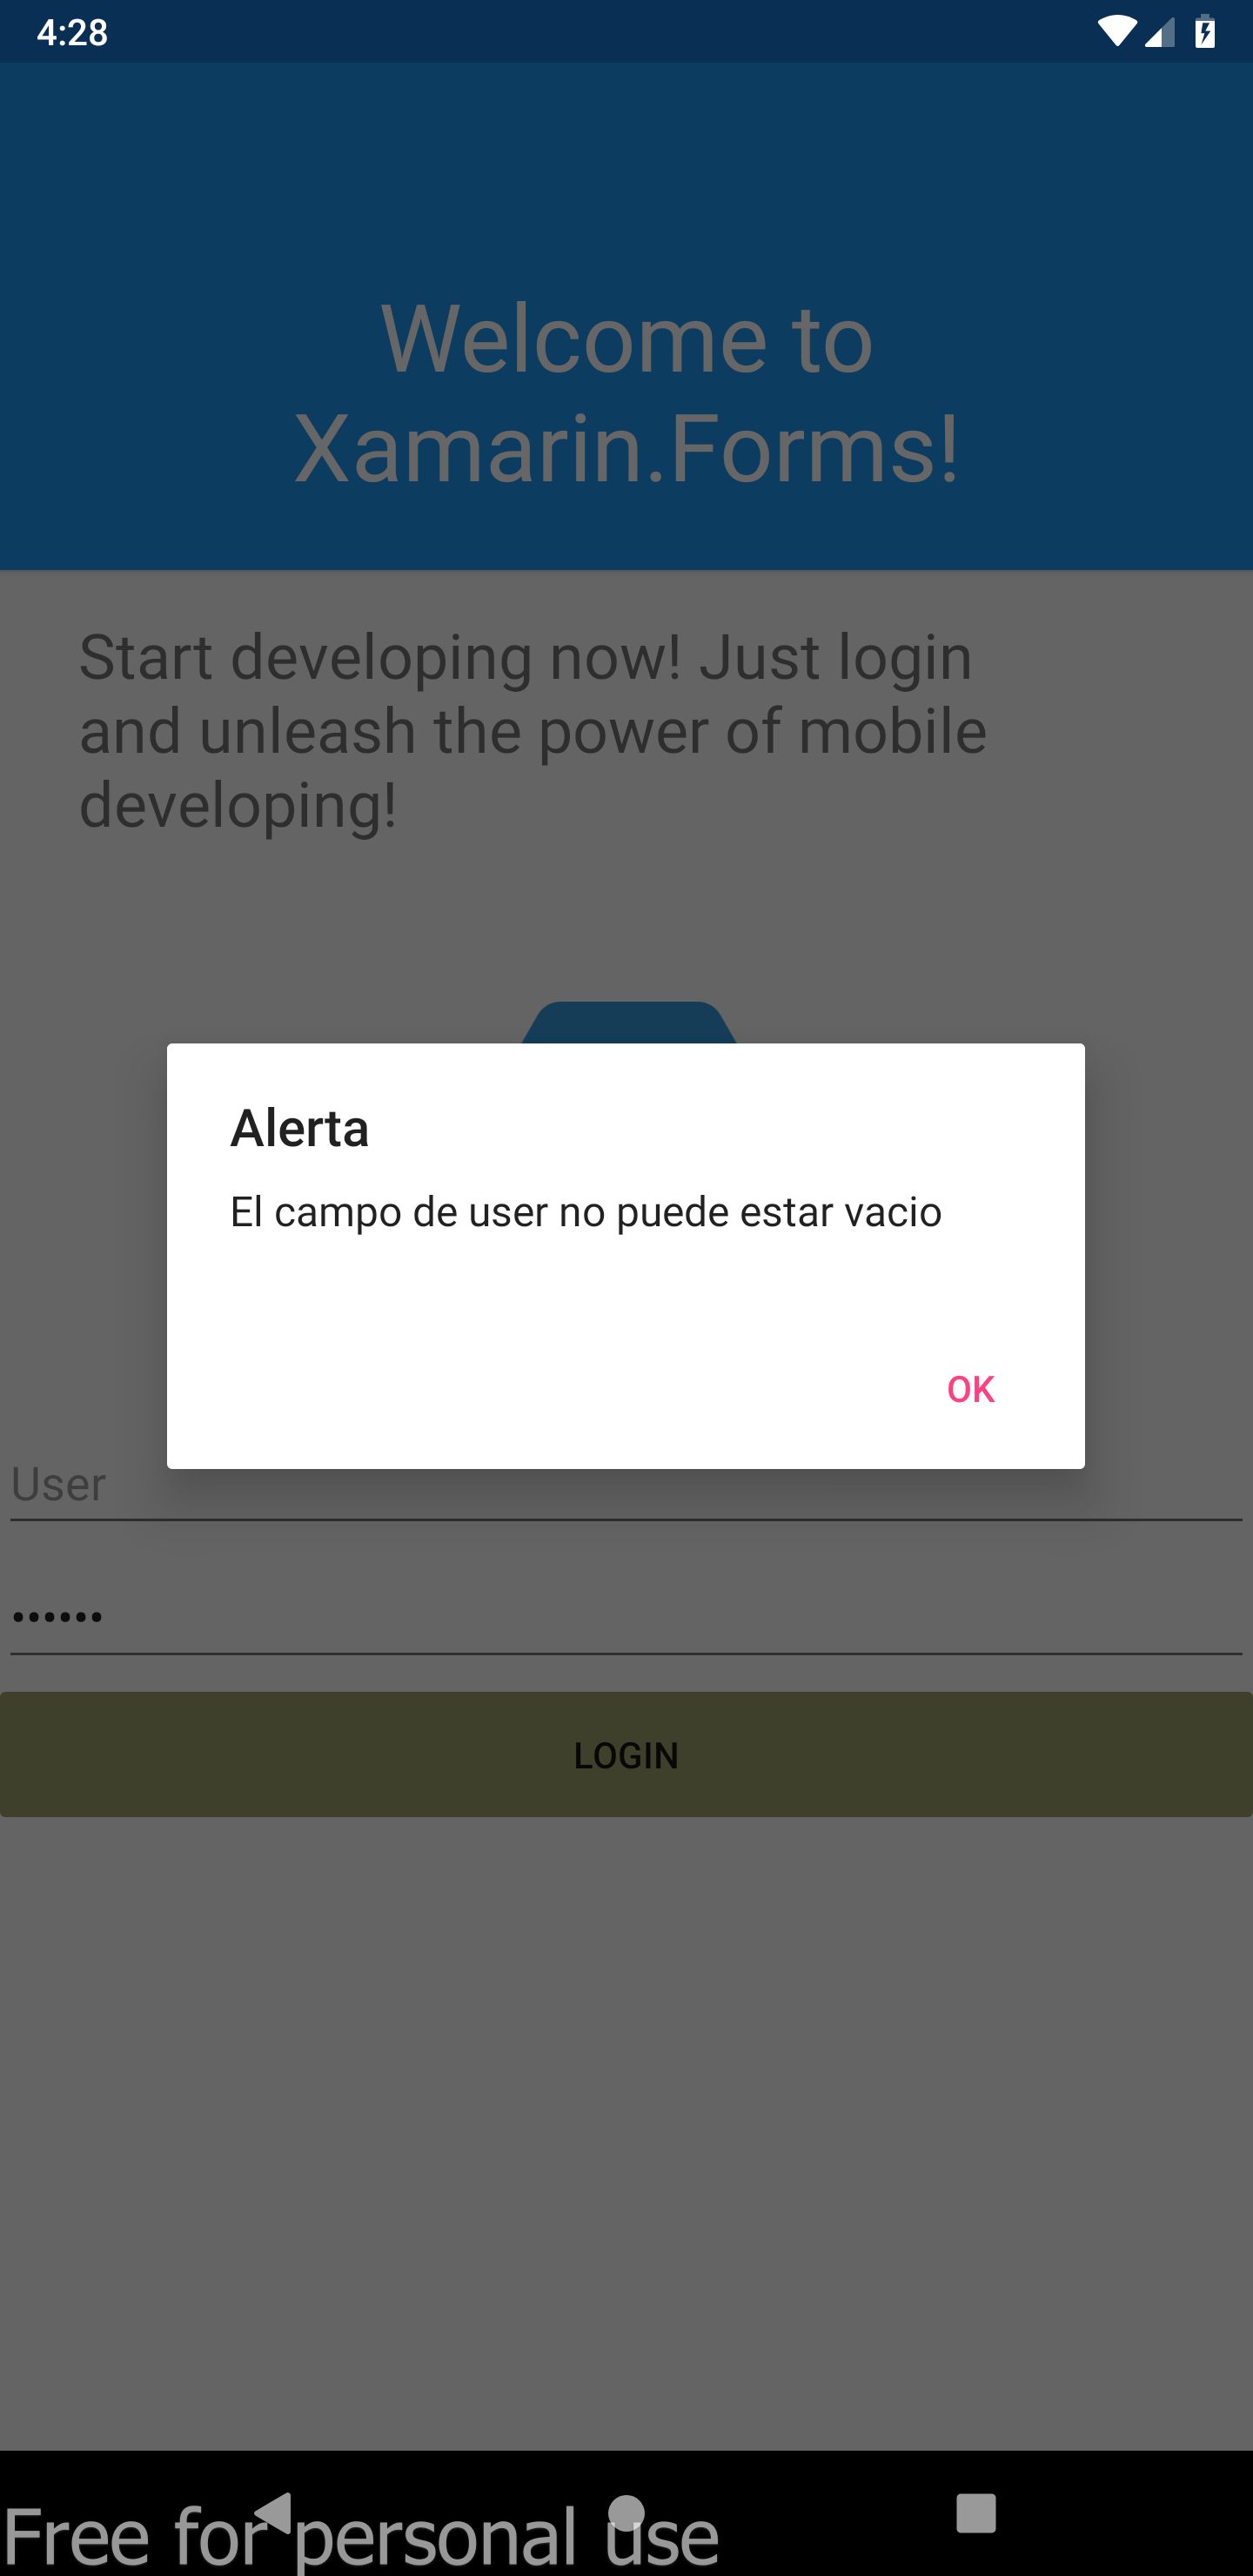 4:28
Welcome to
Xamarin.Forms!
Start developing now! Just login
and unleash the power of mobile
developing!
Alerta
El campo de user no puede estar vacio
OK
User
••••••
LOGIN
Free for personal use